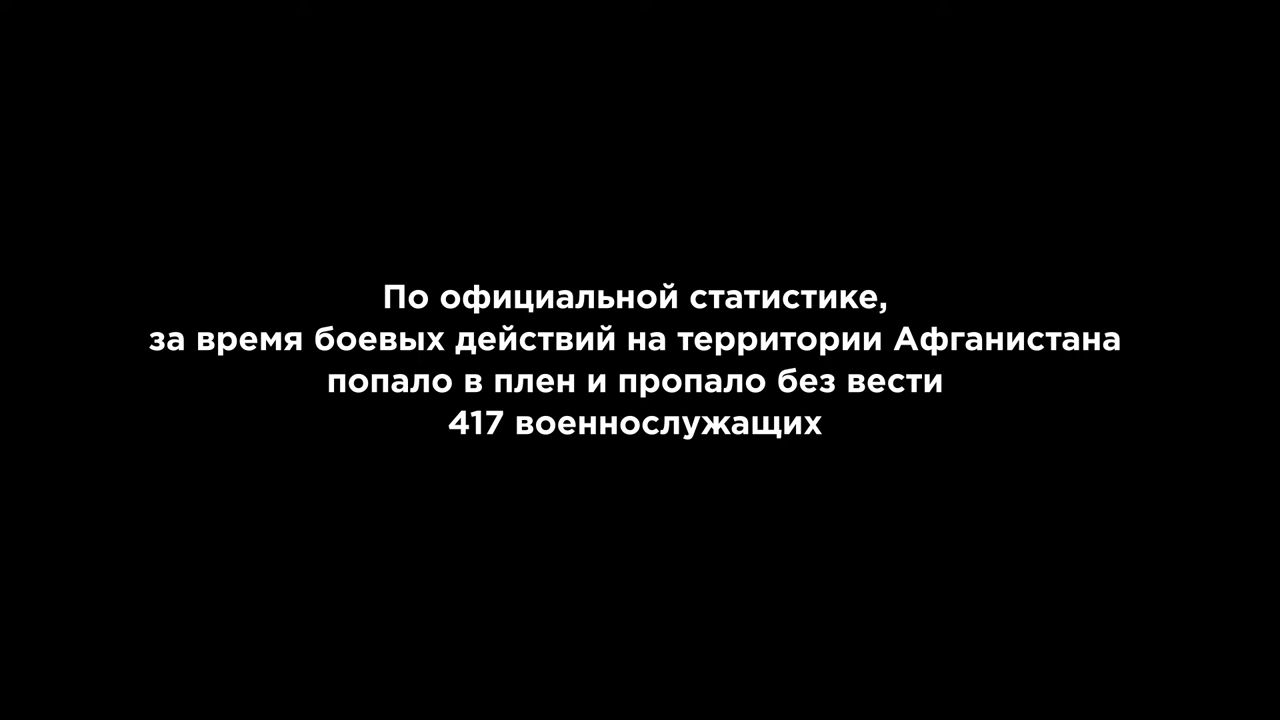 По официальной статистике,
за время боевых действий на территории Афганистана
попало в плен и пропало без вести
417 военнослужащих